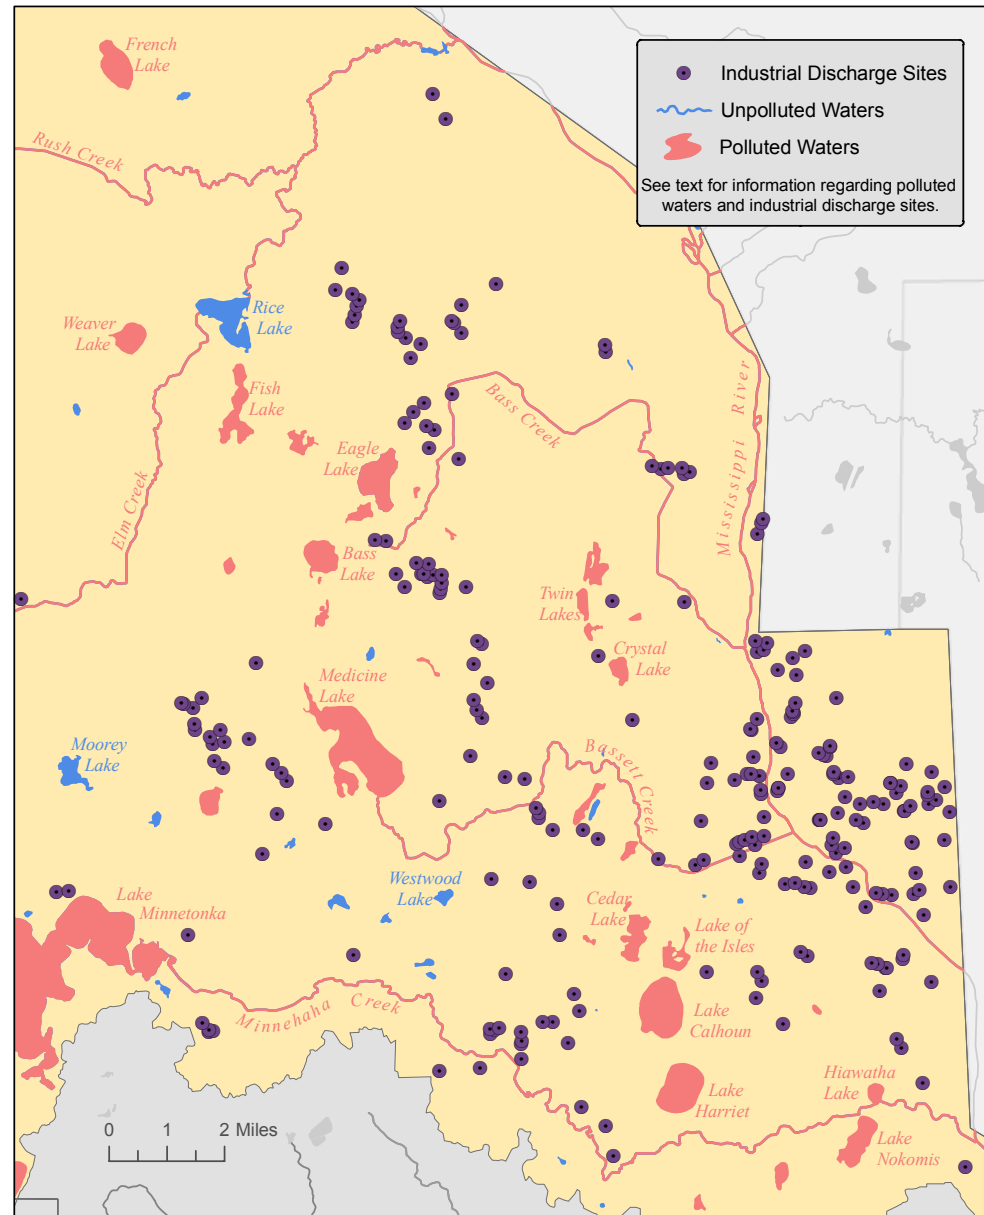 French
Lake
Industrial Discharge Sites
Unpolluted Waters
Polluted Waters
See text for information regarding polluted
waters and industrial discharge sites.
Rush Creek
Rice
Lake
Weaver
Lake
Fish
Lake
Bass Creek
Mississippi River
Eagle
Lake
Elm Creek
Bass
Lake
Twin
Lakes
Crystal
Lake
Medicine
Lake
Moorey
Lake
Bassett Creek
Westwood
Lake
Lake
Minnetonka
Cedar
Lake
Lake of
the Isles
Minnehaha Creek
Lake
Calhoun
Hiawatha
Lake
Lake
Harriet
Lake
Nokomis
0 1 2 Miles